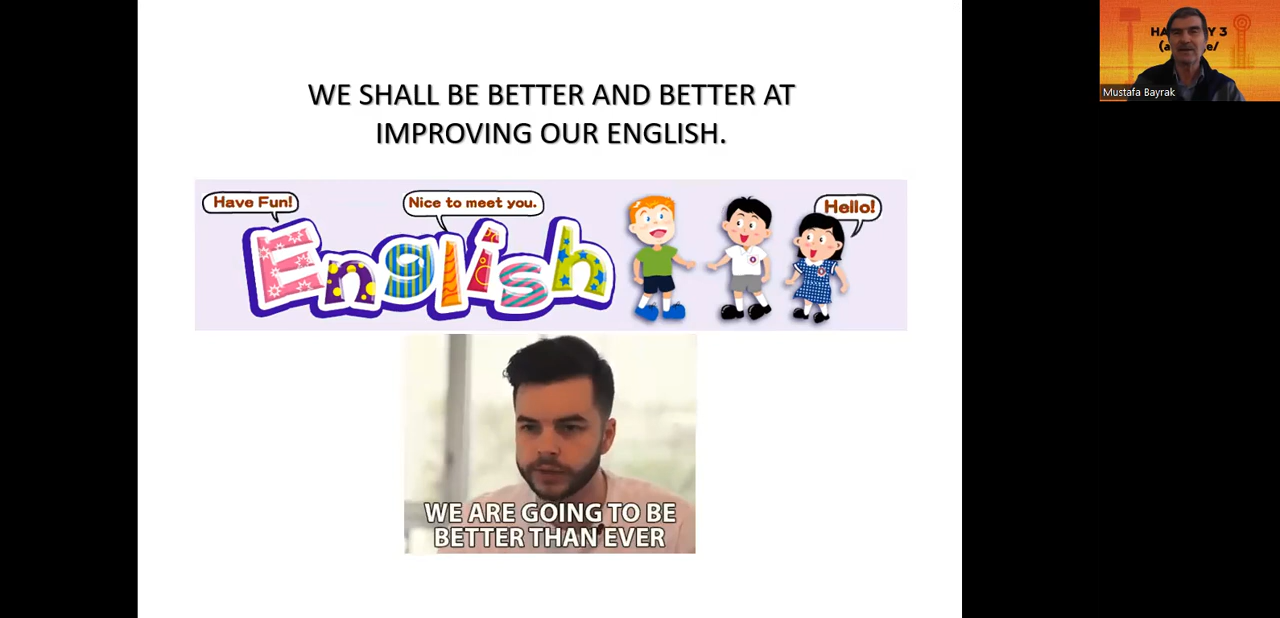 WE SHALL BE BETTER AND BETTER AT
IMPROVING OUR ENGLISH.
Have Fun!
Nice to meet you.
Hello!
English
WE ARE GOING TO BE
BETTER THAN EVER
Mustafa Bayrak